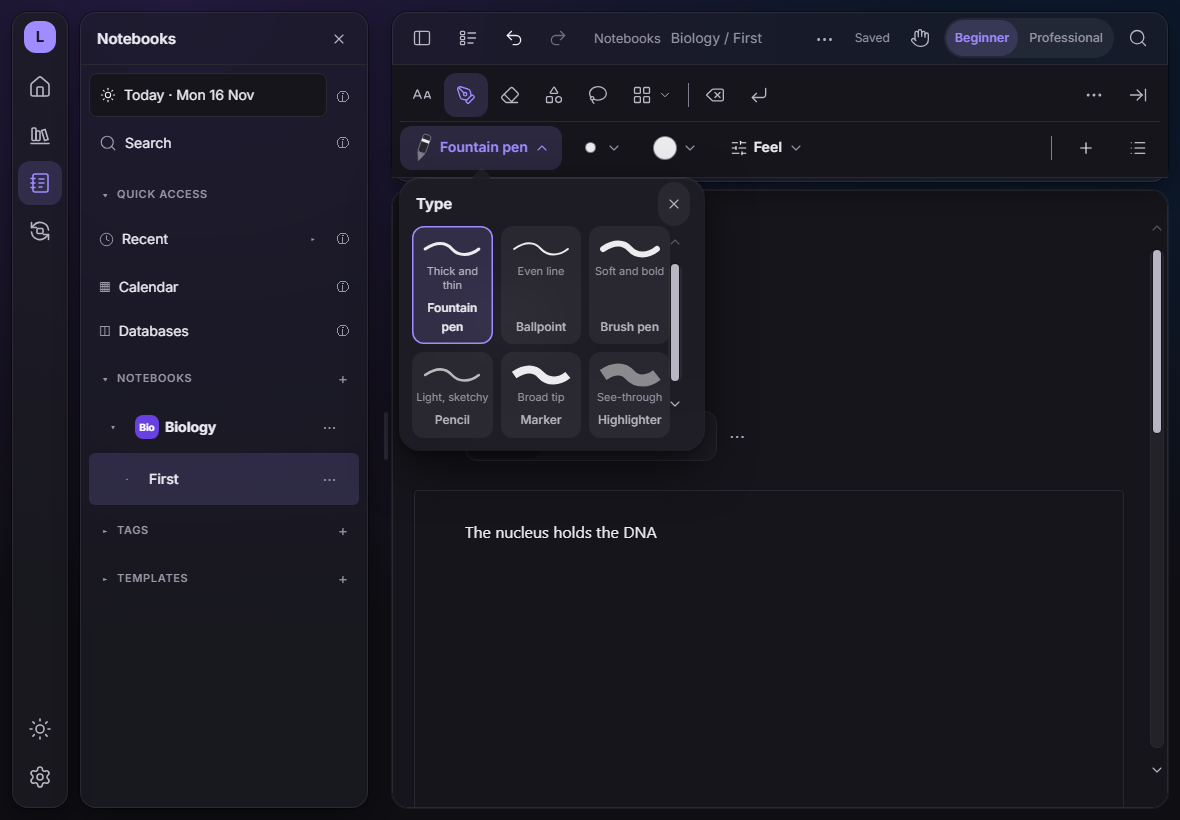 L
Notebooks
Today · Mon 16 Nov
Search
QUICK ACCESS
Recent
Calendar
Databases
NOTEBOOKS
Bio Biology
First
TAGS
TEMPLATES
Notebooks Biology / First
Saved
Beginner Professional
AA
Fountain pen
Feel
Type
Thick and thin
Fountain pen
Even line
Ballpoint
Soft and bold
Brush pen
Light, sketchy
Pencil
Broad tip
Marker
See-through
Highlighter
The nucleus holds the DNA